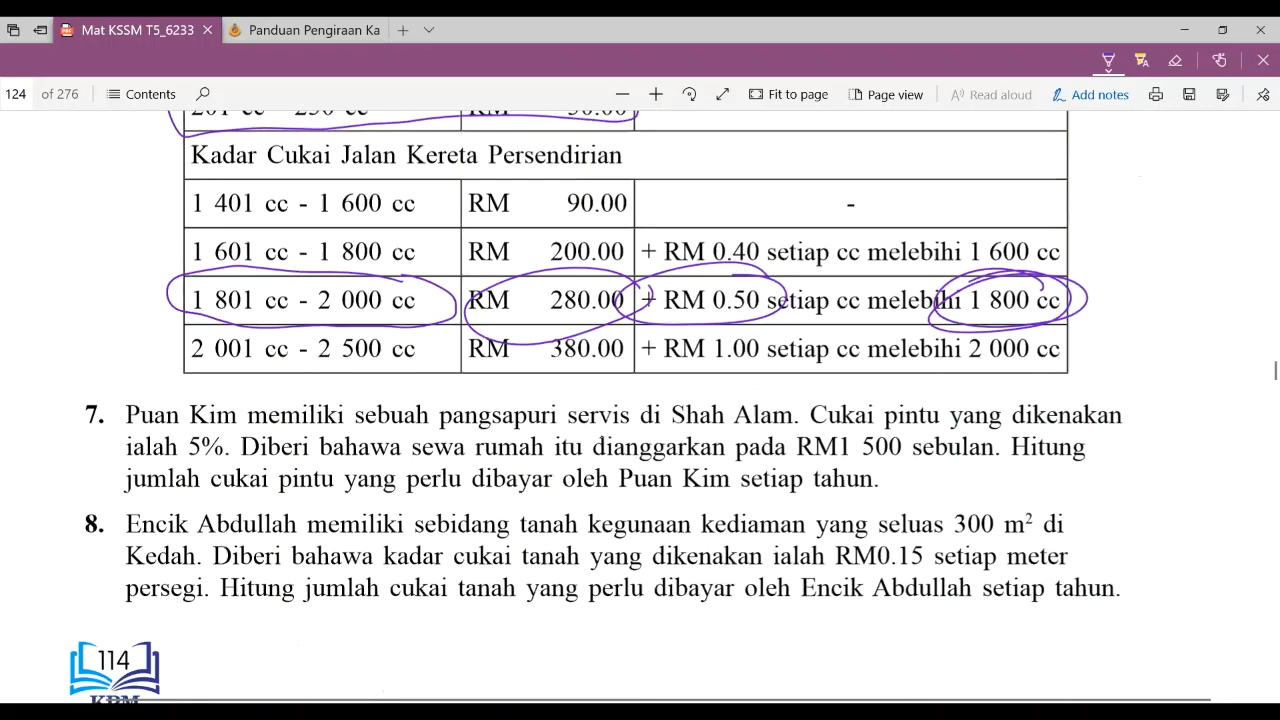 Mat KSSM T5_6233
Panduan Pengiraan Ka
124 of 276 Contents Fit to page Page view Read aloud Add notes
201 cc - 250 cc RM 50.00
Kadar Cukai Jalan Kereta Persendirian
1 401 cc - 1 600 cc RM 90.00 -
1 601 cc - 1 800 cc RM 200.00 + RM 0.40 setiap cc melebihi 1 600 cc
1 801 cc - 2 000 cc RM 280.00 + RM 0.50 setiap cc melebihi 1 800 cc
2 001 cc - 2 500 cc RM 380.00 + RM 1.00 setiap cc melebihi 2 000 cc
7. Puan Kim memiliki sebuah pangsapuri servis di Shah Alam. Cukai pintu yang dikenakan
ialah 5%. Diberi bahawa sewa rumah itu dianggarkan pada RM1 500 sebulan. Hitung
jumlah cukai pintu yang perlu dibayar oleh Puan Kim setiap tahun.
8. Encik Abdullah memiliki sebidang tanah kegunaan kediaman yang seluas 300 m² di
Kedah. Diberi bahawa kadar cukai tanah yang dikenakan ialah RM0.15 setiap meter
persegi. Hitung jumlah cukai tanah yang perlu dibayar oleh Encik Abdullah setiap tahun.
114
KPM